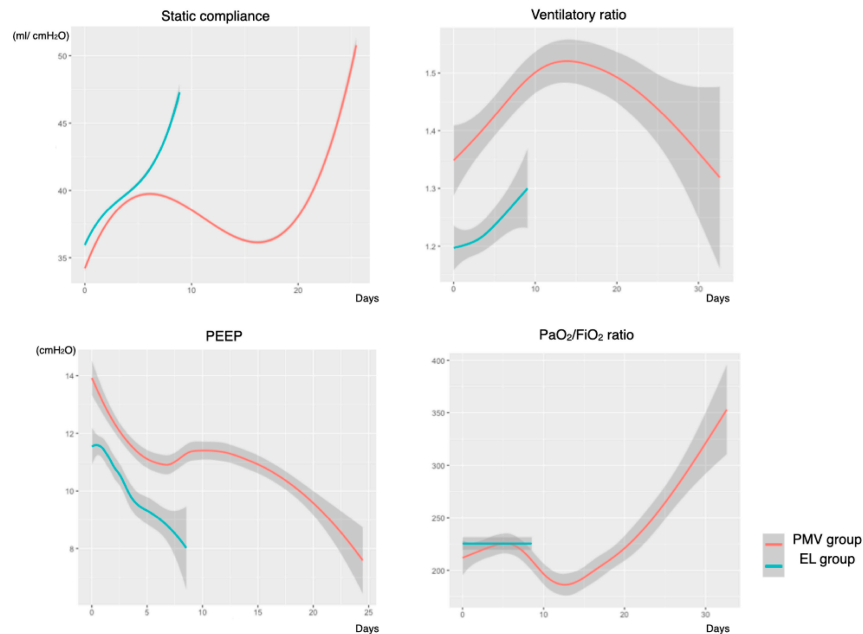 Static compliance
(ml/ cmH₂O)
50
45
40
35
0
10
20
Days
Ventilatory ratio
1.5
1.4
1.3
1.2
0
10
20
30
Days
PEEP
(cmH₂O)
14
12
10
8
0
5
10
15
20
25
Days
PaO₂/FiO₂ ratio
400
350
300
250
200
0
10
20
30
Days
PMV group
EL group